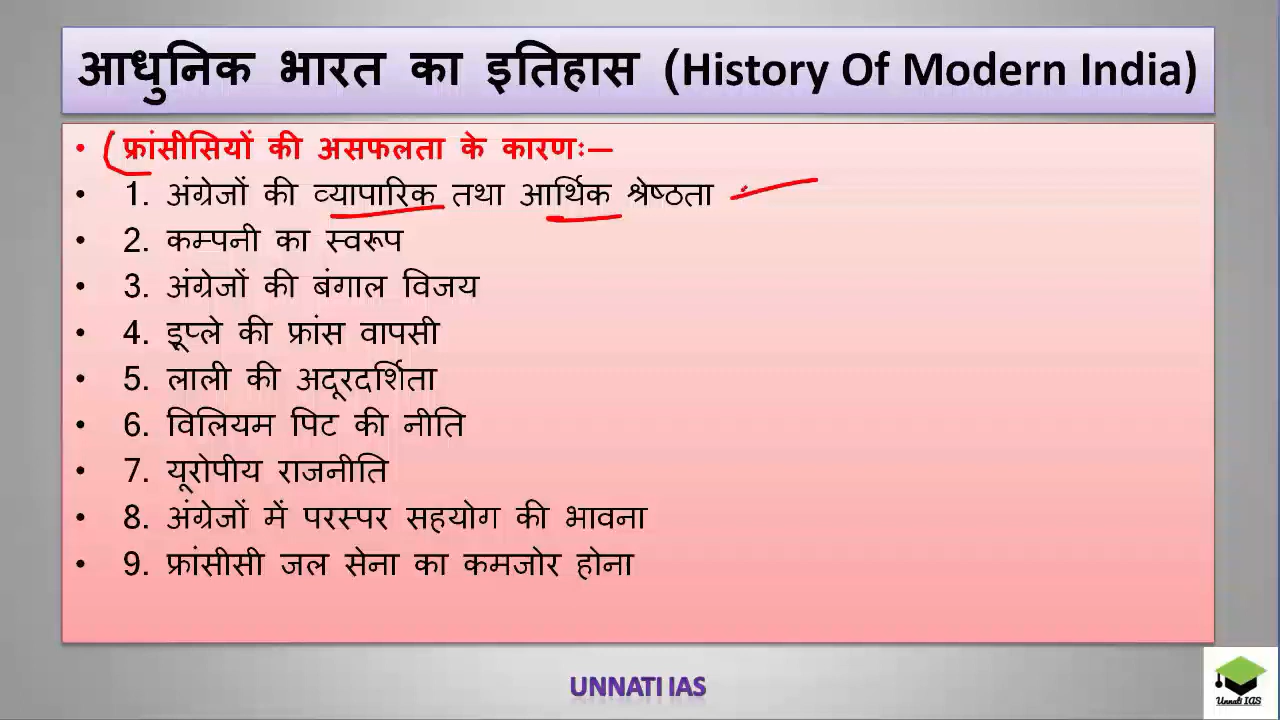 आधुनिक भारत का इतिहास (History Of Modern India)
• फ्रांसीसियों की असफलता के कारणः—
• 1. अंग्रेजों की व्यापारिक तथा आर्थिक श्रेष्ठता
• 2. कम्पनी का स्वरूप
• 3. अंग्रेजों की बंगाल विजय
• 4. डूप्ले की फ्रांस वापसी
• 5. लाली की अदूरदर्शिता
• 6. विलियम पिट की नीति
• 7. यूरोपीय राजनीति
• 8. अंग्रेजों में परस्पर सहयोग की भावना
• 9. फ्रांसीसी जल सेना का कमजोर होना
UNNATI IAS
Unnati IAS